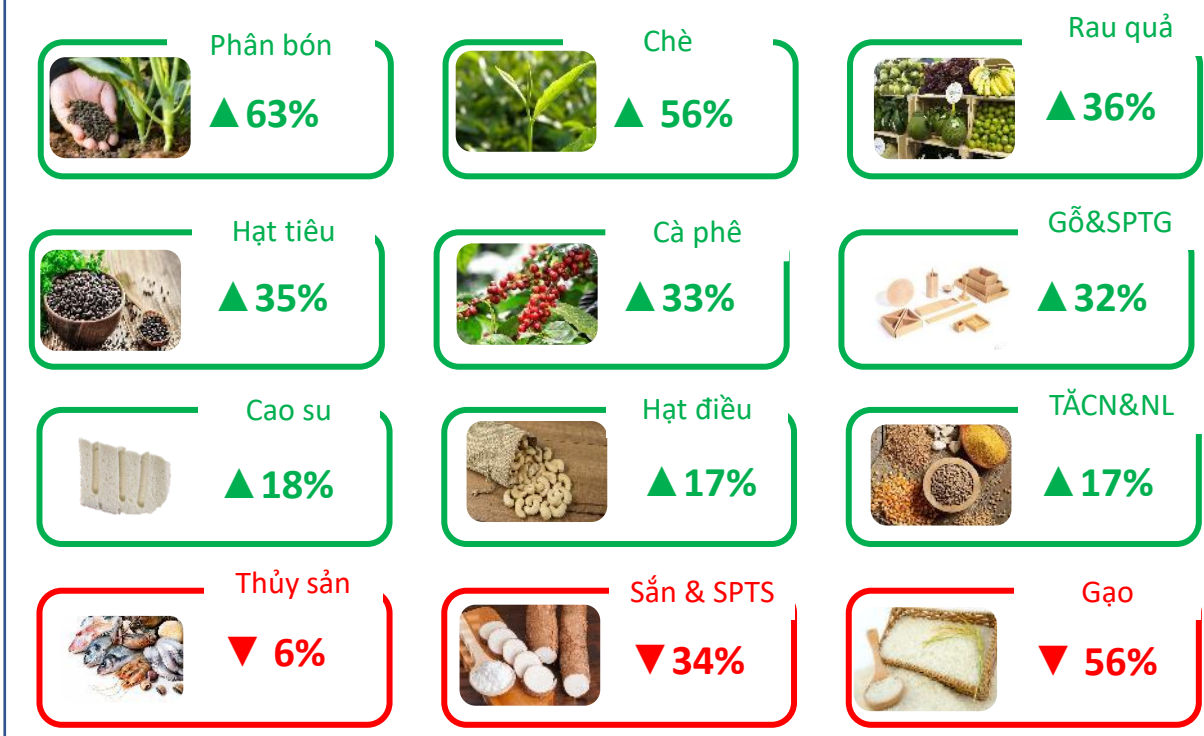 Phân bón
▲63%
Chè
▲ 56%
Rau quả
▲36%
Hạt tiêu
▲35%
Cà phê
▲33%
Gỗ&SPTG
▲32%
Cao su
▲18%
Hạt điều
▲17%
TĂCN&NL
▲17%
Thủy sản
▼ 6%
Sắn & SPTS
▼34%
Gạo
▼ 56%